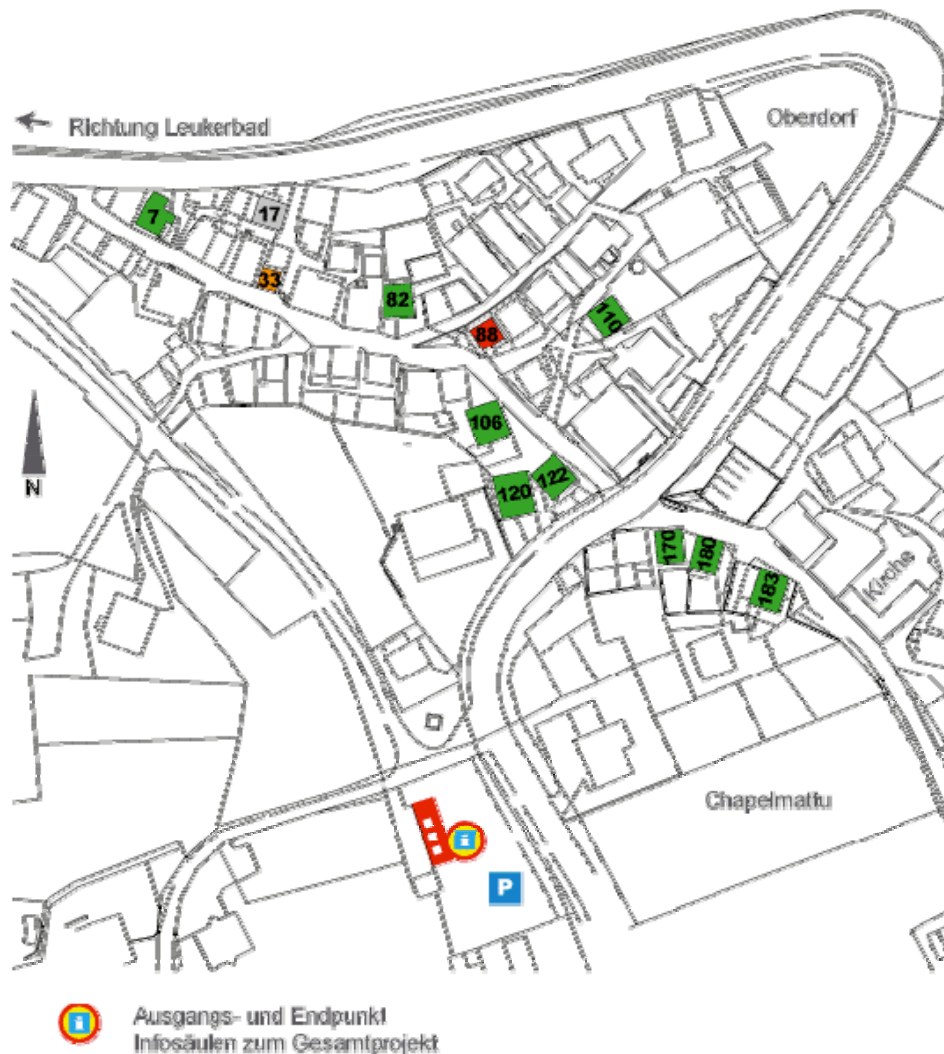 Oberdorf
Richtung Leukerbad
7
17
33
82
110
88
106
N
122
120
170
180
183
Kirche
Chapelmattu
i
P
i
Ausgangs- und Endpunkt
Infosäulen zum Gesamtprojekt